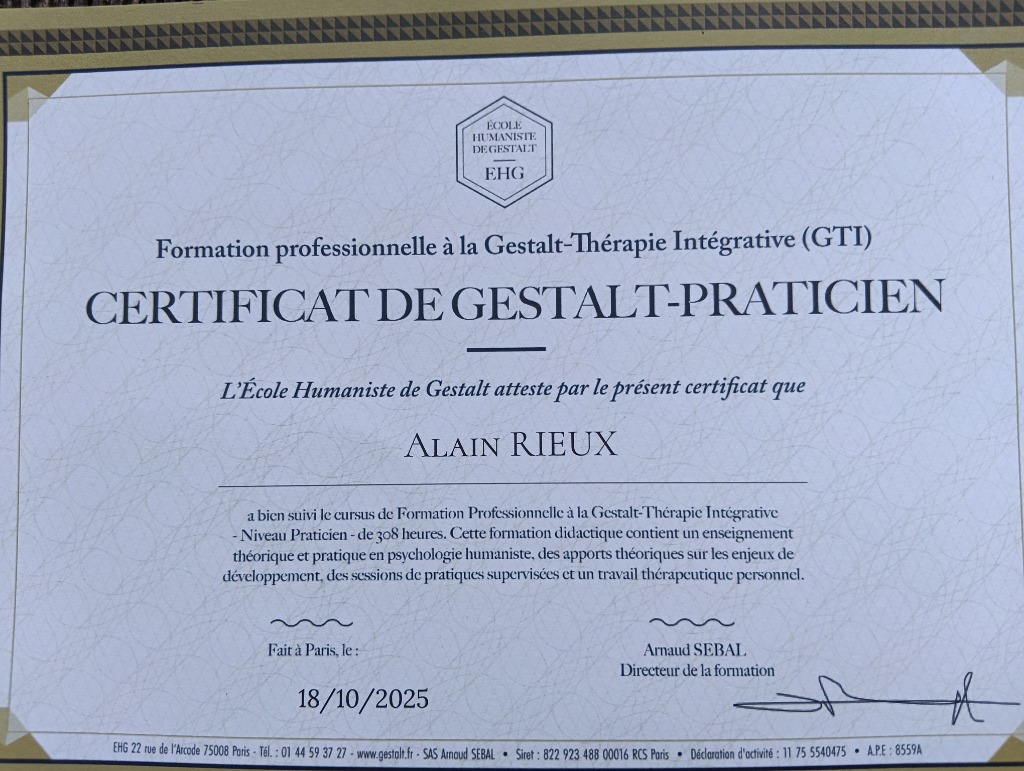 ÉCOLE
HUMANISTE
DE GESTALT
EHG
Formation professionnelle à la Gestalt-Thérapie Intégrative (GTI)
CERTIFICAT DE GESTALT-PRATICIEN
L'École Humaniste de Gestalt atteste par le présent certificat que
Alain RIEUX
a bien suivi le cursus de Formation Professionnelle à la Gestalt-Thérapie Intégrative
- Niveau Praticien - de 308 heures. Cette formation didactique contient un enseignement
théorique et pratique en psychologie humaniste, des apports théoriques sur les enjeux de
développement, des sessions de pratiques supervisées et un travail thérapeutique personnel.
Fait à Paris, le :
18/10/2025
Arnaud SEBAL
Directeur de la formation
EHG 22 rue de l'Arcade 75008 Paris - Tél. : 01 44 59 37 27 - www.gestalt.fr - SAS Arnaud SEBAL • Siret : 822 923 488 00016 RCS Paris • Déclaration d'activité : 11 75 5540475 • A.P.E : 8559A